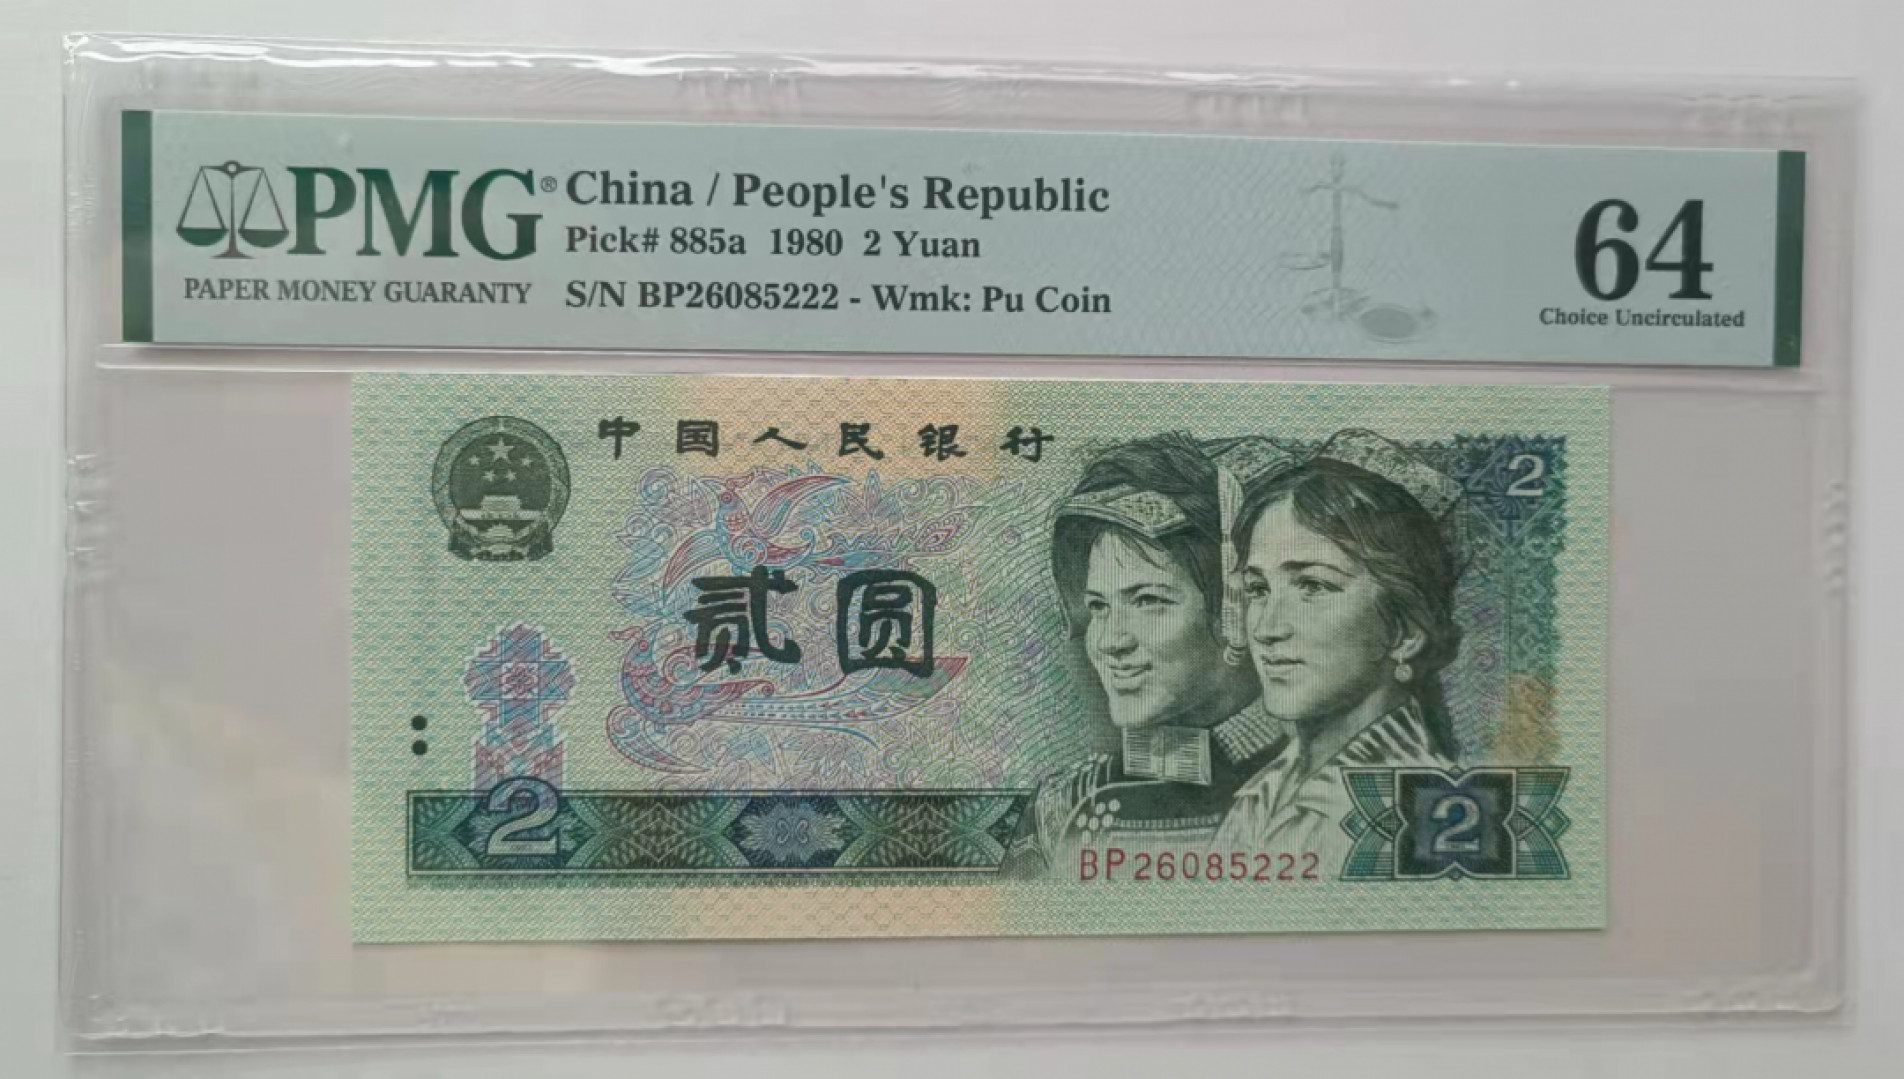 PMG®
PAPER MONEY GUARANTY
China / People's Republic
Pick# 885a 1980 2 Yuan
S/N BP26085222 - Wmk: Pu Coin
64
Choice Uncirculated
中国人民银行
2
贰圆
2
2
BP26085222